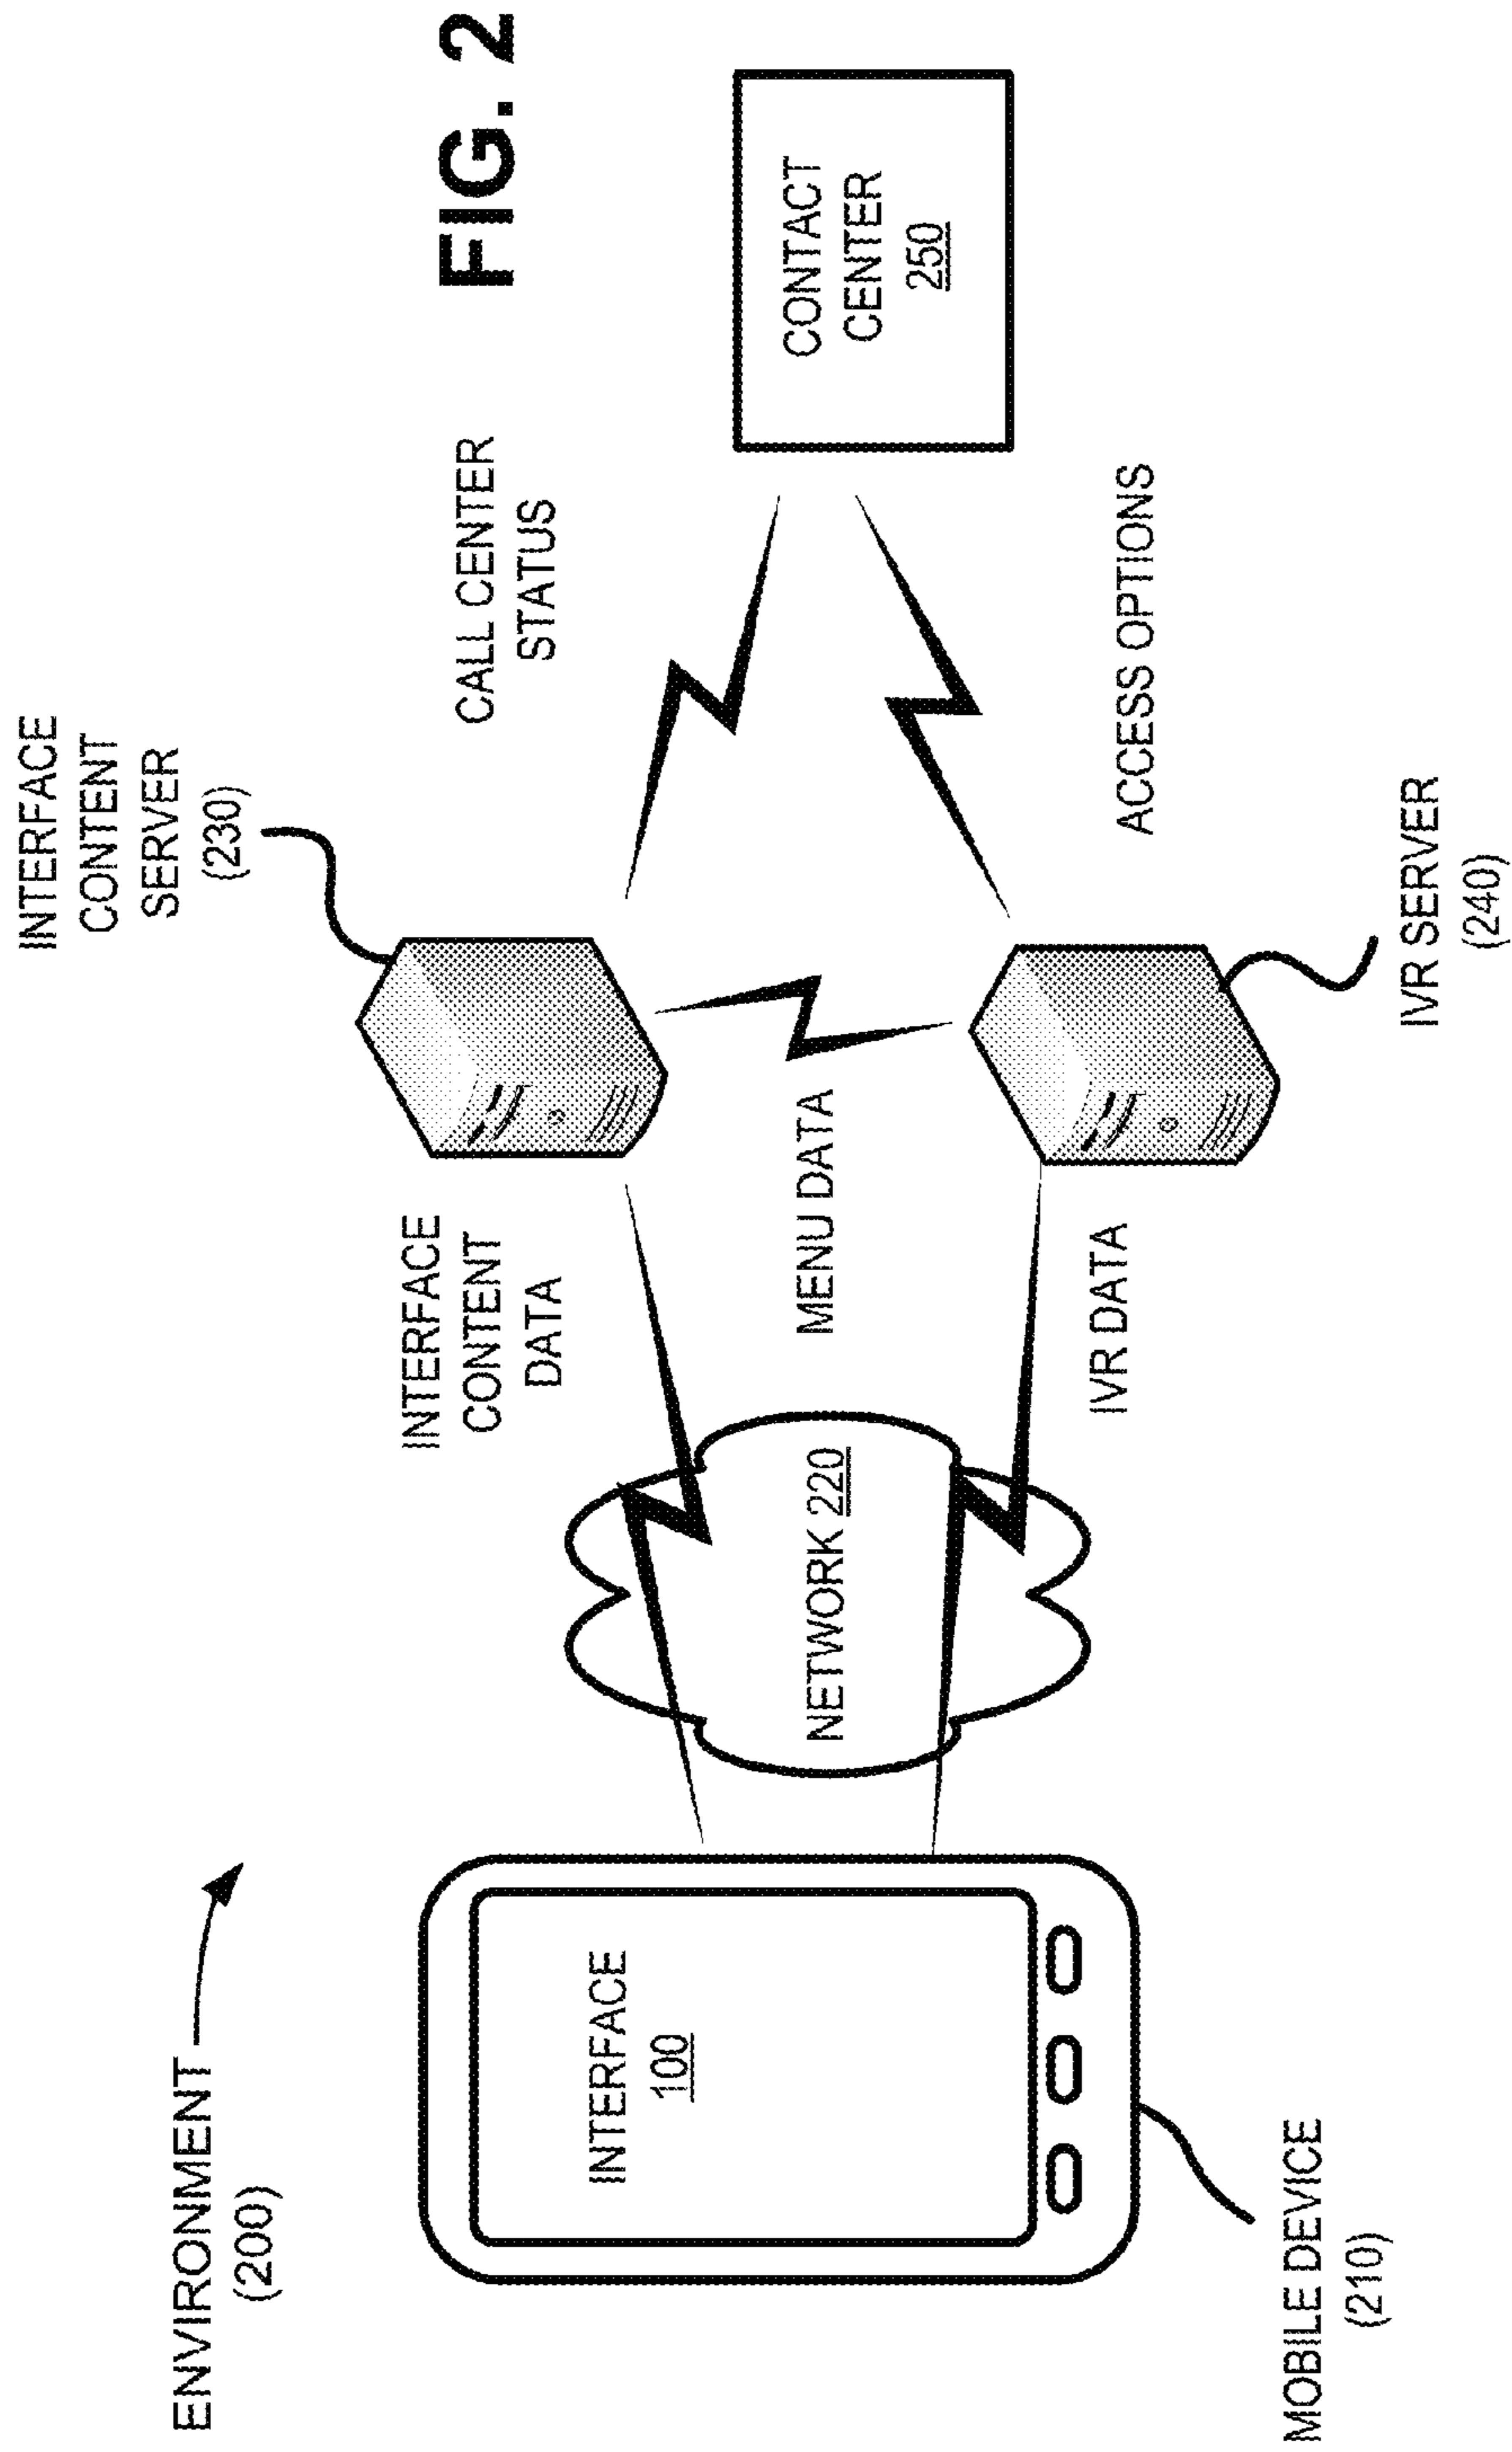 ENVIRONMENT
(200)
INTERFACE
CONTENT
SERVER
(230)
FIG. 2
INTERFACE
CONTENT
DATA
CALL CENTER
STATUS
INTERFACE
100
NETWORK 220
MENU DATA
CONTACT
CENTER
250
IVR DATA
ACCESS OPTIONS
MOBILE DEVICE
(210)
IVR SERVER
(240)